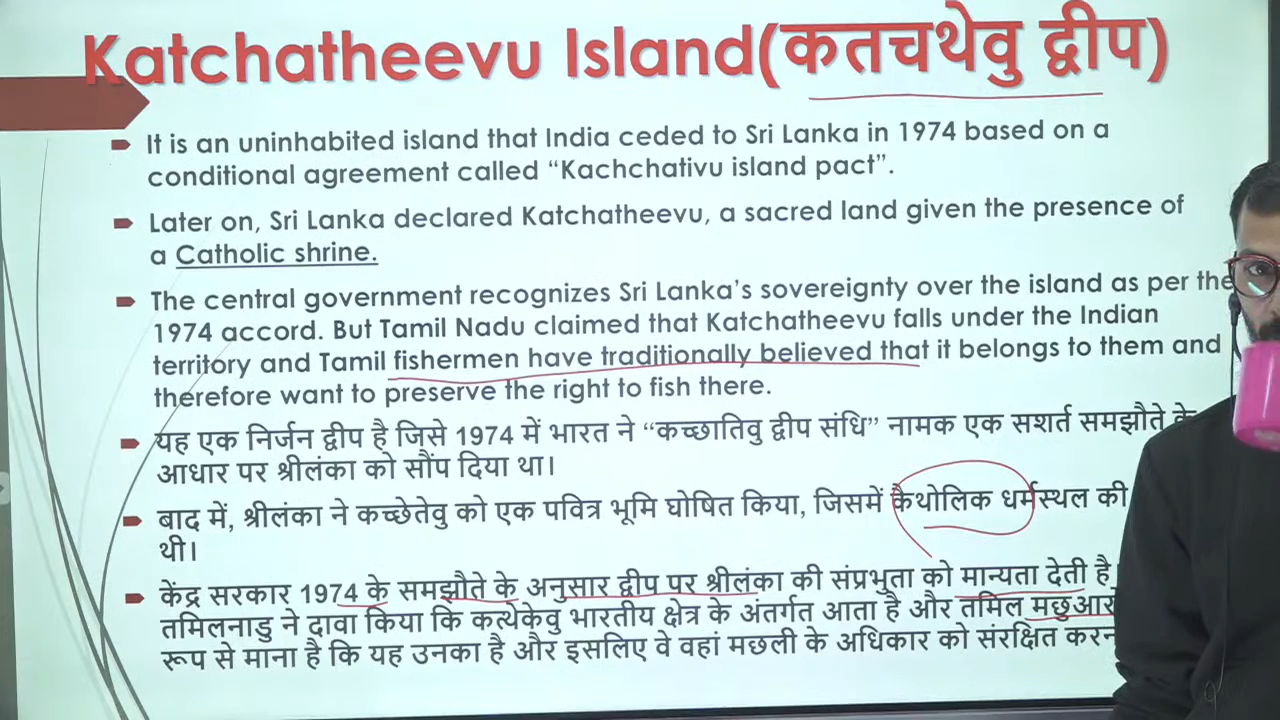 Katchatheevu Island(कतचथेवु द्वीप)
It is an uninhabited island that India ceded to Sri Lanka in 1974 based on a
conditional agreement called “Kachchativu island pact”.
Later on, Sri Lanka declared Katchatheevu, a sacred land given the presence of
a Catholic shrine.
The central government recognizes Sri Lanka’s sovereignty over the island as per the
1974 accord. But Tamil Nadu claimed that Katchatheevu falls under the Indian
territory and Tamil fishermen have traditionally believed that it belongs to them and
therefore want to preserve the right to fish there.
यह एक निर्जन द्वीप है जिसे 1974 में भारत ने “कच्छातिवु द्वीप संधि” नामक एक सशर्त समझौते के
आधार पर श्रीलंका को सौंप दिया था।
बाद में, श्रीलंका ने कच्छेतेवु को एक पवित्र भूमि घोषित किया, जिसमें कैथोलिक धर्मस्थल की
थी।
केंद्र सरकार 1974 के समझौते के अनुसार द्वीप पर श्रीलंका की संप्रभुता को मान्यता देती है
तमिलनाडु ने दावा किया कि कत्थेकेवु भारतीय क्षेत्र के अंतर्गत आता है और तमिल
रूप से माना है कि यह उनका है और इसलिए वे वहां मछली के अधिकार को संरक्षित